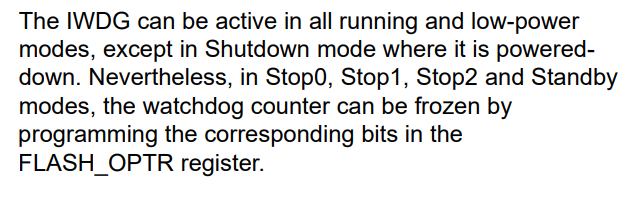 The IWDG can be active in all running and low-power
modes, except in Shutdown mode where it is powered-
down. Nevertheless, in Stop0, Stop1, Stop2 and Standby
modes, the watchdog counter can be frozen by
programming the corresponding bits in the
FLASH_OPTR register.